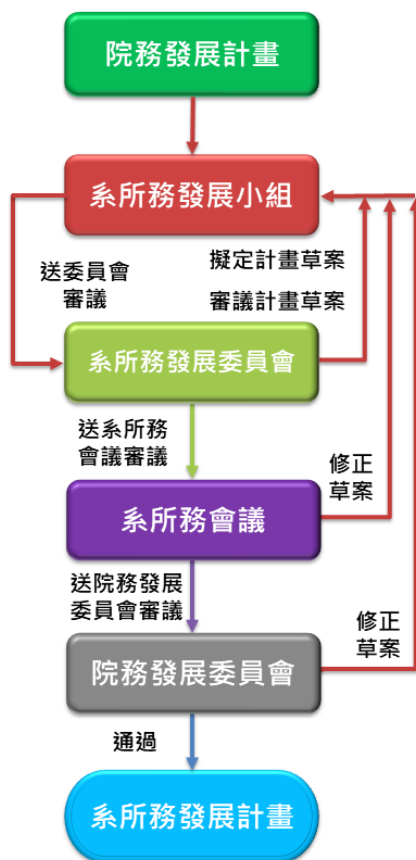 院務發展計畫
系所務發展小組
送委員會
審議
擬定計畫草案
審議計畫草案
系所務發展委員會
送系所務
會議審議
修正
草案
系所務會議
送院務發展
委員會審議
修正
草案
院務發展委員會
通過
系所務發展計畫